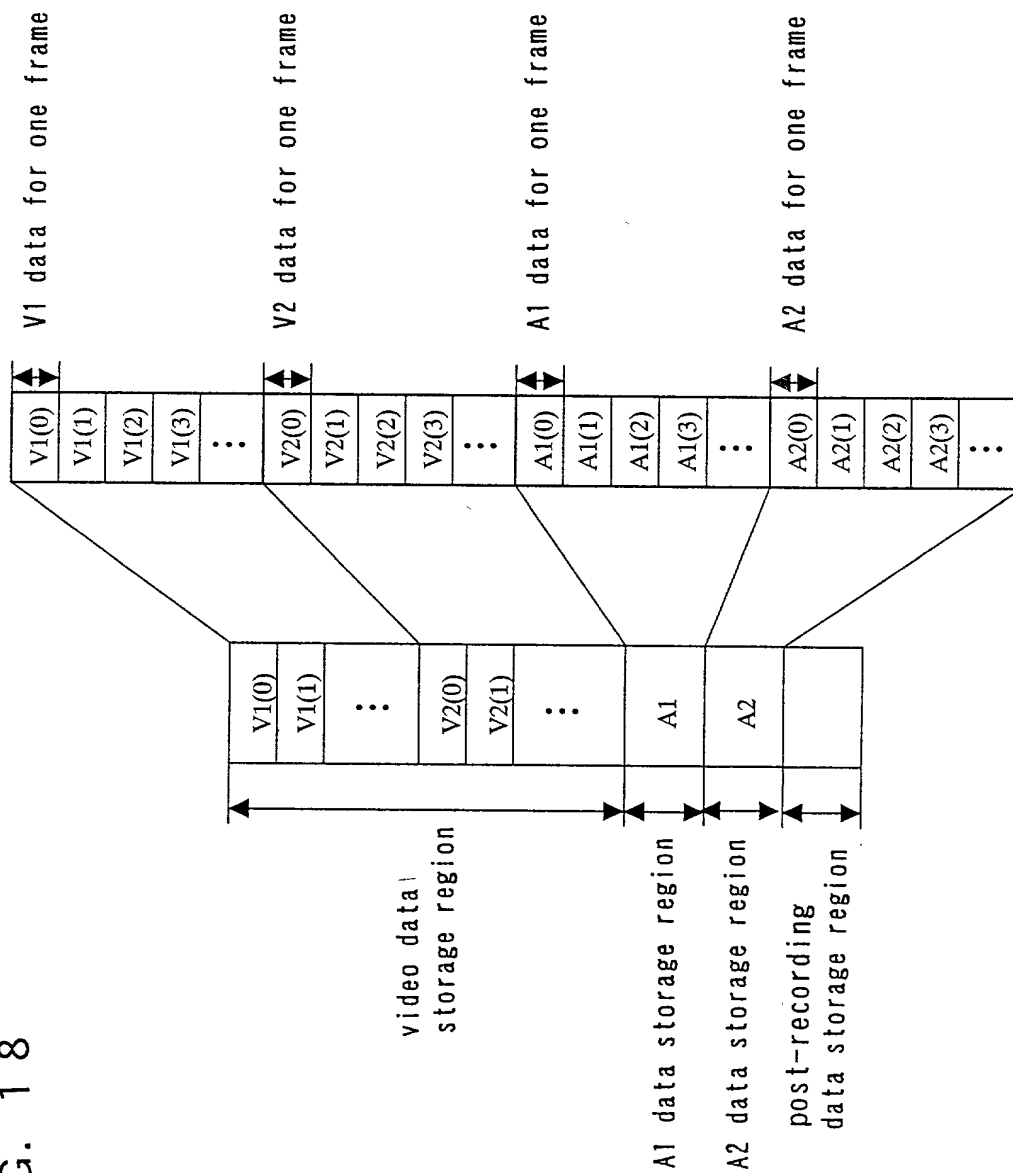 G. 18
V1 data for one frame
V2 data for one frame
A1 data for one frame
A2 data for one frame
V1(0)
V1(1)
V1(2)
V1(3)
...
V2(0)
V2(1)
V2(2)
V2(3)
...
A1(0)
A1(1)
A1(2)
A1(3)
...
A2(0)
A2(1)
A2(2)
A2(3)
...
V1(0)
V1(1)
...
V2(0)
V2(1)
...
A1
A2
video data
storage region
A1 data storage region
A2 data storage region
post-recording
data storage region